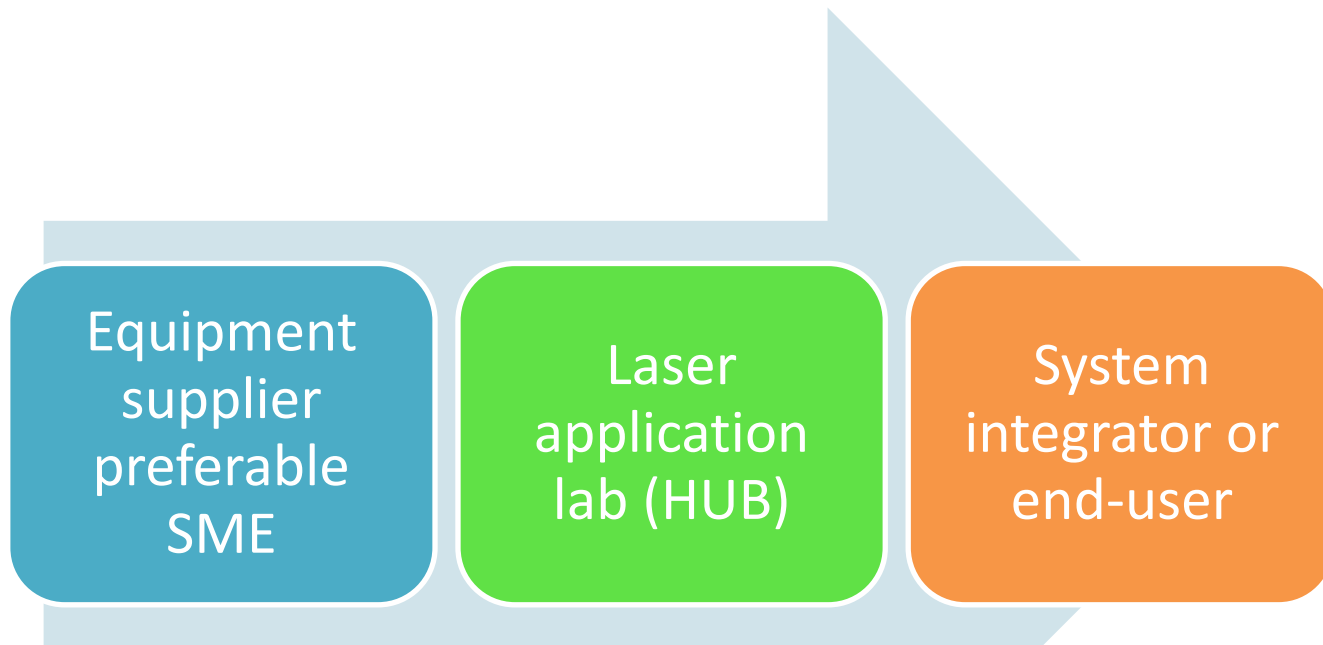 Equipment
supplier
preferable
SME
Laser
application
lab (HUB)
System
integrator or
end-user